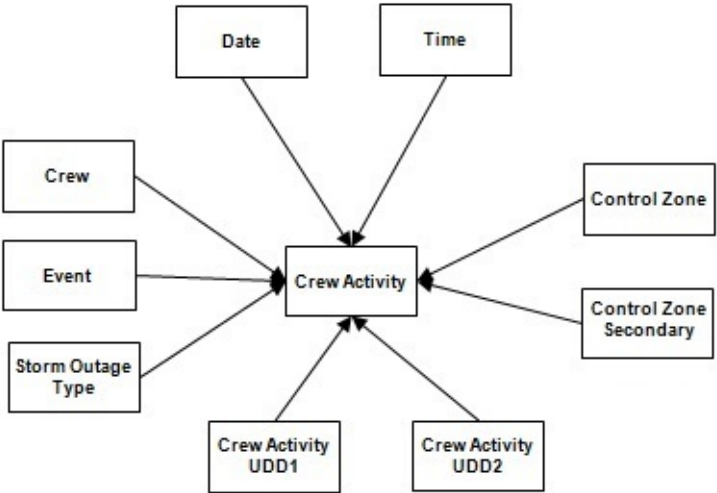 Date
Time
Crew
Control Zone
Event
Crew Activity
Control Zone
Secondary
Storm Outage
Type
Crew Activity
UDD1
Crew Activity
UDD2